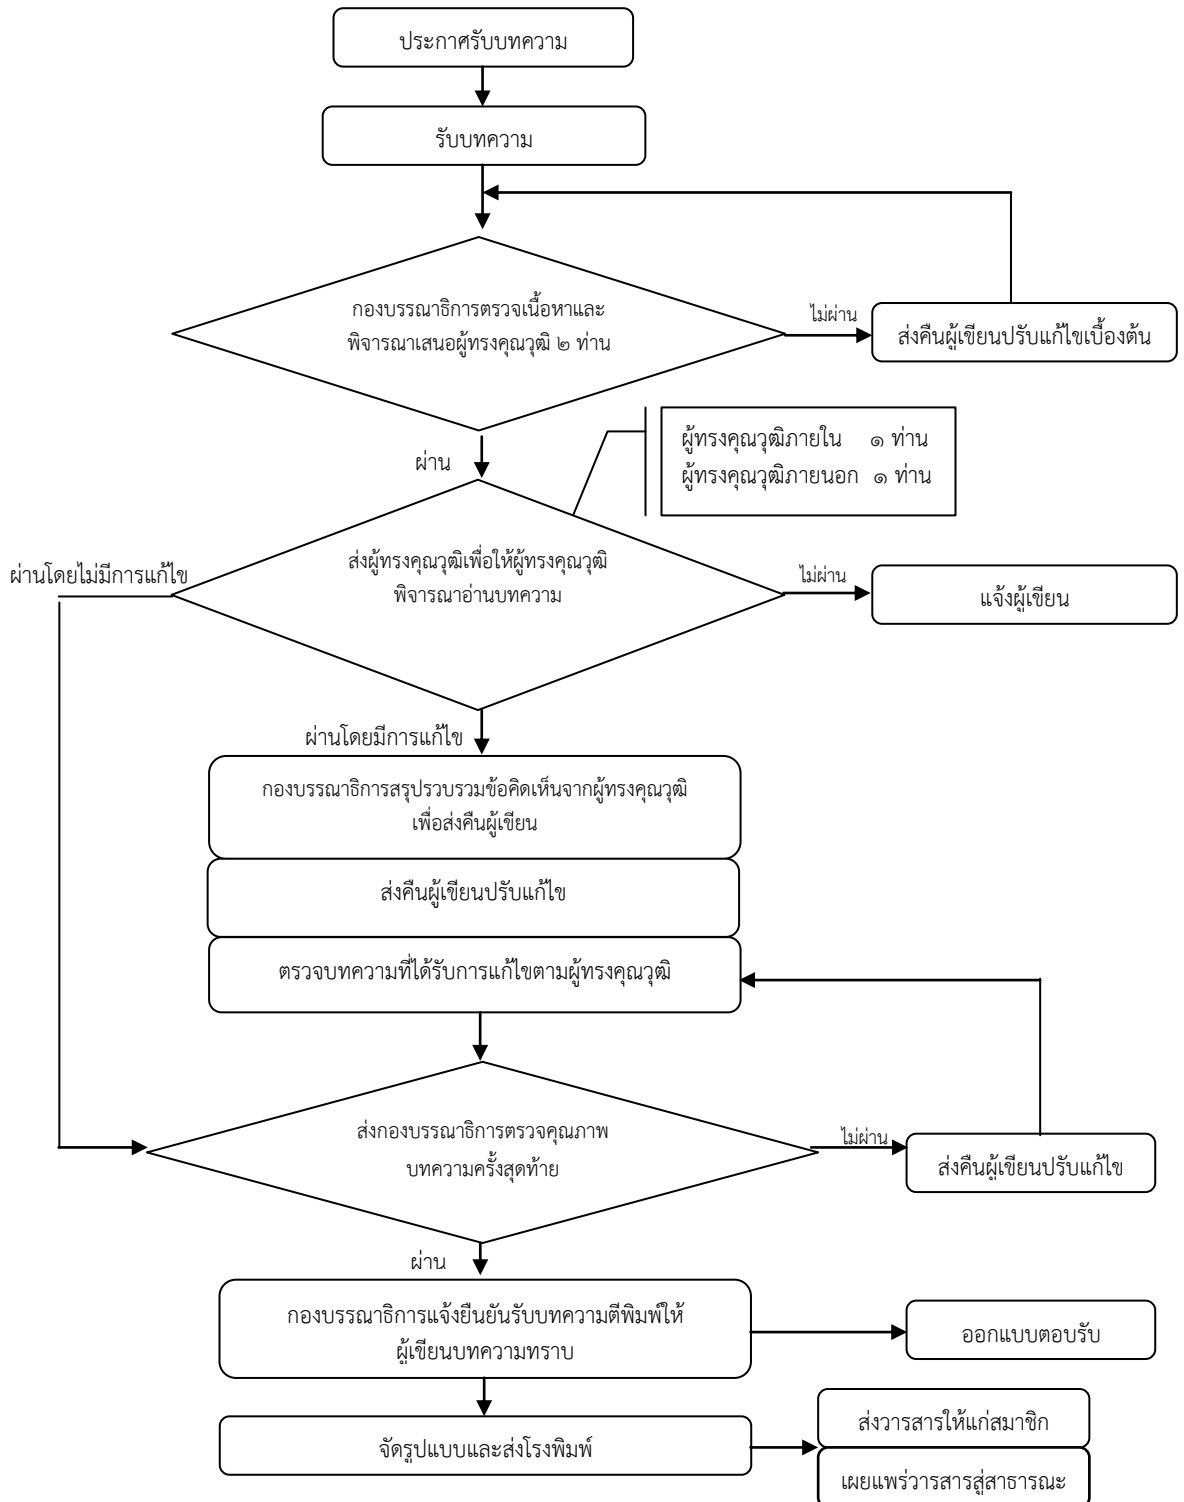 ประกาศรับบทความ
รับบทความ
กองบรรณาธิการตรวจเนื้อหาและ
พิจารณาเสนอผู้ทรงคุณวุฒิ ๒ ท่าน
ไม่ผ่าน
ส่งคืนผู้เขียนปรับแก้ไขเบื้องต้น
ผ่าน
ผู้ทรงคุณวุฒิภายใน ๑ ท่าน
ผู้ทรงคุณวุฒิภายนอก ๑ ท่าน
ผ่านโดยไม่มีการแก้ไข
ส่งผู้ทรงคุณวุฒิเพื่อให้ผู้ทรงคุณวุฒิ
พิจารณาอ่านบทความ
ไม่ผ่าน
แจ้งผู้เขียน
ผ่านโดยมีการแก้ไข
กองบรรณาธิการสรุปรวบรวมข้อคิดเห็นจากผู้ทรงคุณวุฒิ
เพื่อส่งคืนผู้เขียน
ส่งคืนผู้เขียนปรับแก้ไข
ตรวจบทความที่ได้รับการแก้ไขตามผู้ทรงคุณวุฒิ
ส่งกองบรรณาธิการตรวจคุณภาพ
บทความครั้งสุดท้าย
ไม่ผ่าน
ส่งคืนผู้เขียนปรับแก้ไข
ผ่าน
กองบรรณาธิการแจ้งยืนยันรับบทความตีพิมพ์ให้
ผู้เขียนบทความทราบ
ออกแบบตอบรับ
จัดรูปแบบและส่งโรงพิมพ์
ส่งวารสารให้แก่สมาชิก
เผยแพร่วารสารสู่สาธารณะ